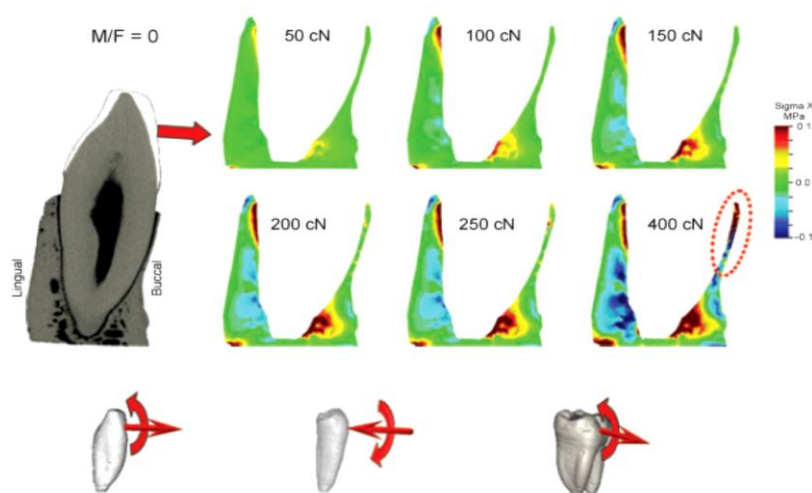 M/F = 0
50 cN
100 cN
150 cN
Sigma X
MPa
0.1
0.0
-0.1
200 cN
250 cN
400 cN
Lingual
Buccal